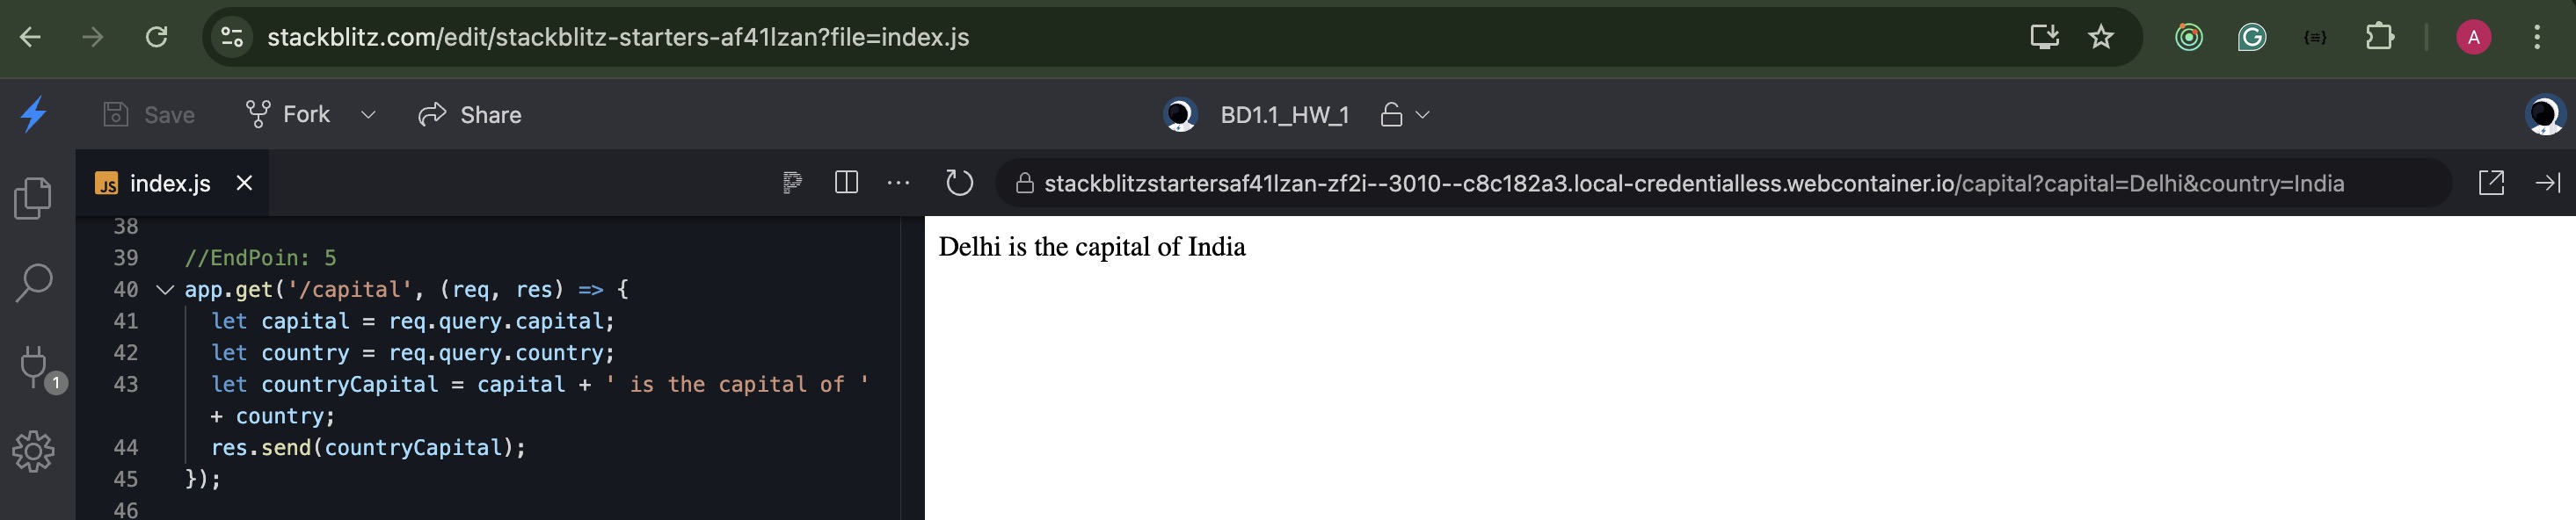 stackblitz.com/edit/stackblitz-starters-af41lzan?file=index.js
A
Save Fork Share BD1.1_HW_1
JS index.js
stackblitzstartersaf41lzan-zf2i--3010--c8c182a3.local-credentialless.webcontainer.io/capital?capital=Delhi&country=India
38
39 //EndPoin: 5
40 app.get('/capital', (req, res) => {
41 let capital = req.query.capital;
42 let country = req.query.country;
43 let countryCapital = capital + ' is the capital of '
+ country;
44 res.send(countryCapital);
45 });
46
1
Delhi is the capital of India